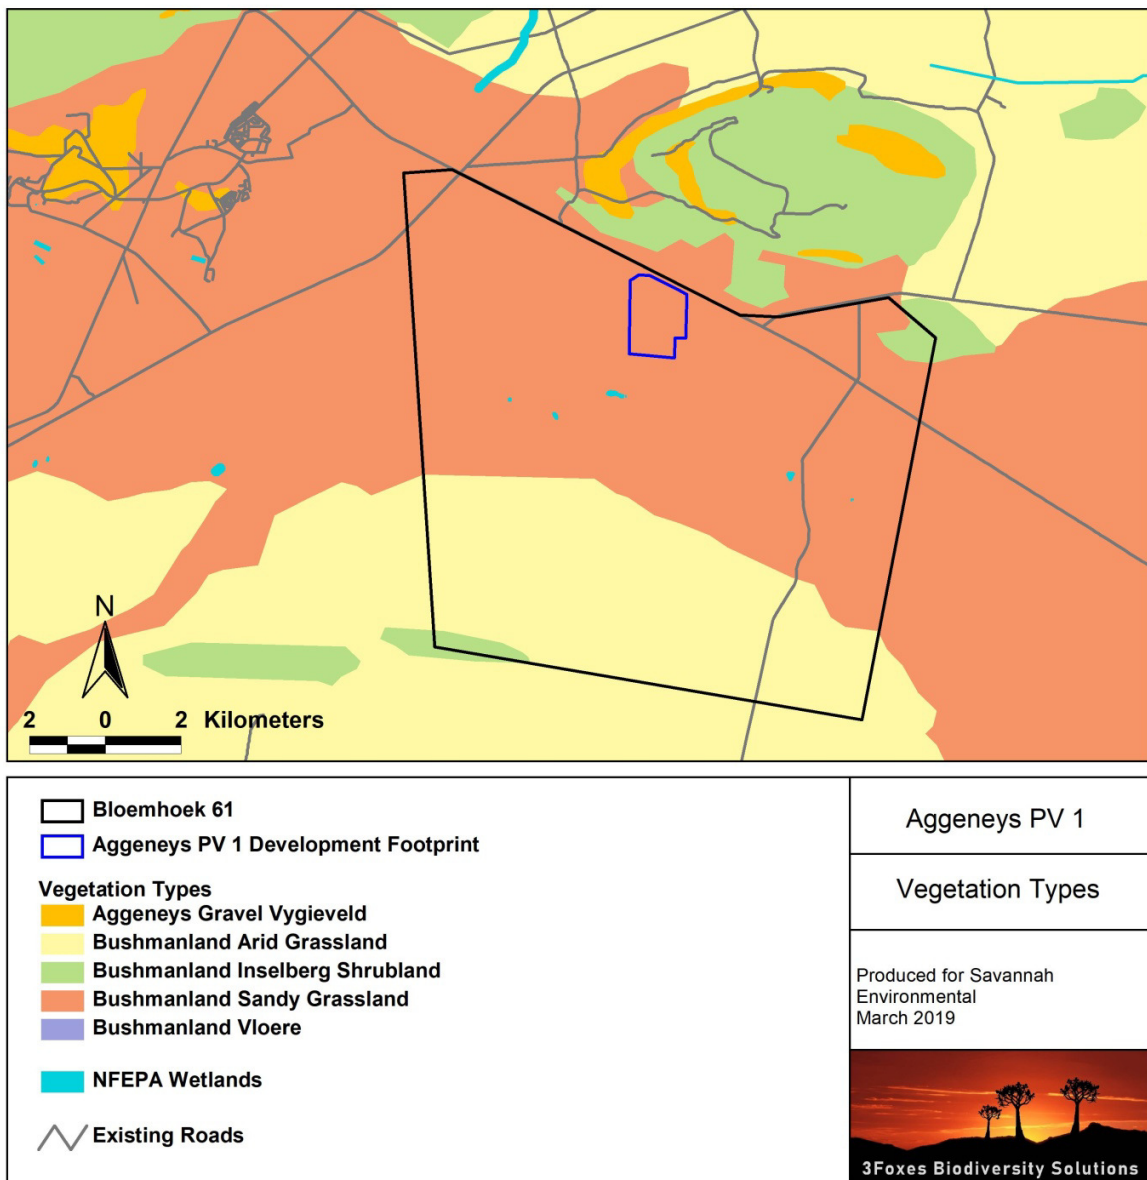 N
2 0 2 Kilometers
Bloemhoek 61
Aggeneys PV 1 Development Footprint
Vegetation Types
Aggeneys Gravel Vygieveld
Bushmanland Arid Grassland
Bushmanland Inselberg Shrubland
Bushmanland Sandy Grassland
Bushmanland Vloere
NFEPA Wetlands
Existing Roads
Aggeneys PV 1
Vegetation Types
Produced for Savannah
Environmental
March 2019
3Foxes Biodiversity Solutions